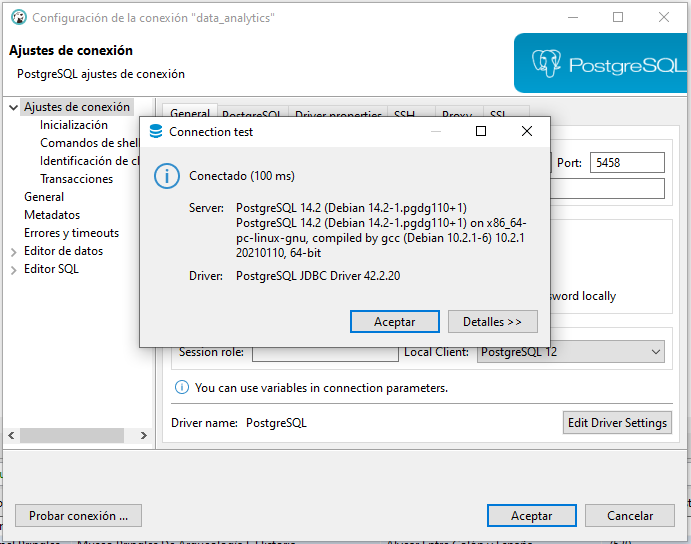 Configuración de la conexión "data_analytics"
Ajustes de conexión
PostgreSQL ajustes de conexión
PostgreSQL
Ajustes de conexión
Inicialización
Comandos de shell
Identificación de cl
Transacciones
General
Metadatos
Errores y timeouts
Editor de datos
Editor SQL
General PostgreSQL Driver properties SSH Proxy SSL
Port: 5458
Connection test
Conectado (100 ms)
Server: PostgreSQL 14.2 (Debian 14.2-1.pgdg110+1)
PostgreSQL 14.2 (Debian 14.2-1.pgdg110+1) on x86_64-
pc-linux-gnu, compiled by gcc (Debian 10.2.1-6) 10.2.1
20210110, 64-bit
Driver: PostgreSQL JDBC Driver 42.2.20
Aceptar Detalles >>
sword locally
Session role: Local Client: PostgreSQL 12
You can use variables in connection parameters.
Driver name: PostgreSQL Edit Driver Settings
Probar conexión ... Aceptar Cancelar